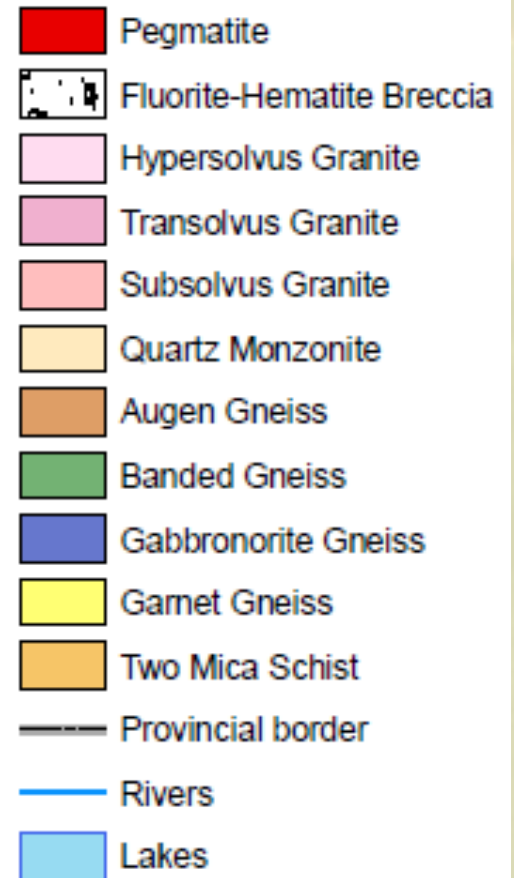 Pegmatite
Fluorite-Hematite Breccia
Hypersolvus Granite
Transolvus Granite
Subsolvus Granite
Quartz Monzonite
Augen Gneiss
Banded Gneiss
Gabbronorite Gneiss
Garnet Gneiss
Two Mica Schist
Provincial border
Rivers
Lakes